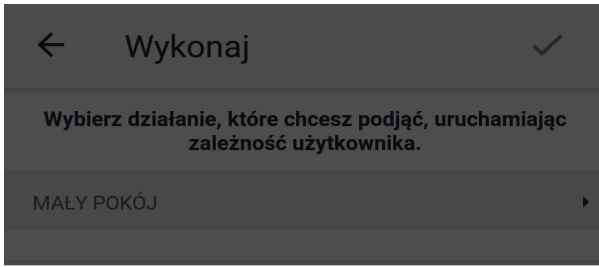 Wykonaj
Wybierz działanie, które chcesz podjąć, uruchamiając
zależność użytkownika.
MAŁY POKÓJ